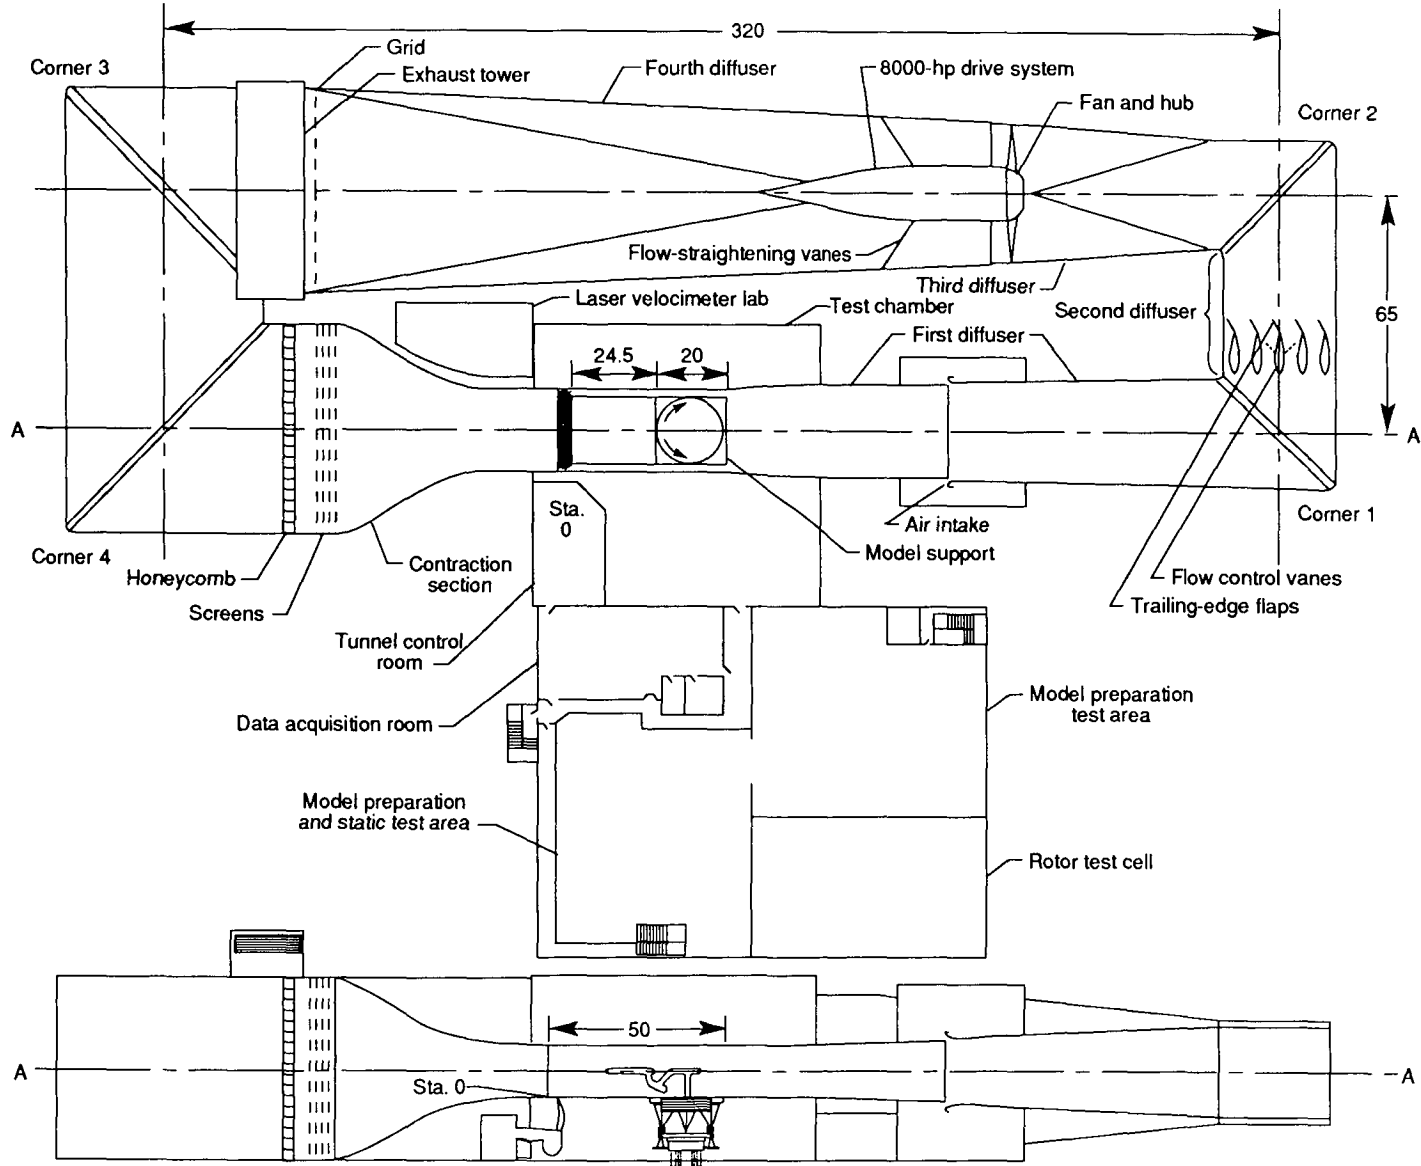 320
Grid
Corner 3
Exhaust tower
Fourth diffuser
8000-hp drive system
Fan and hub
Corner 2
Flow-straightening vanes
Third diffuser
Laser velocimeter lab
Test chamber
Second diffuser
First diffuser
65
24.5
20
A
A
Sta.
0
Air intake
Corner 1
Model support
Corner 4
Honeycomb
Contraction
section
Flow control vanes
Screens
Trailing-edge flaps
Tunnel control
room
Model preparation
test area
Data acquisition room
Model preparation
and static test area
Rotor test cell
50
A
A
Sta. 0